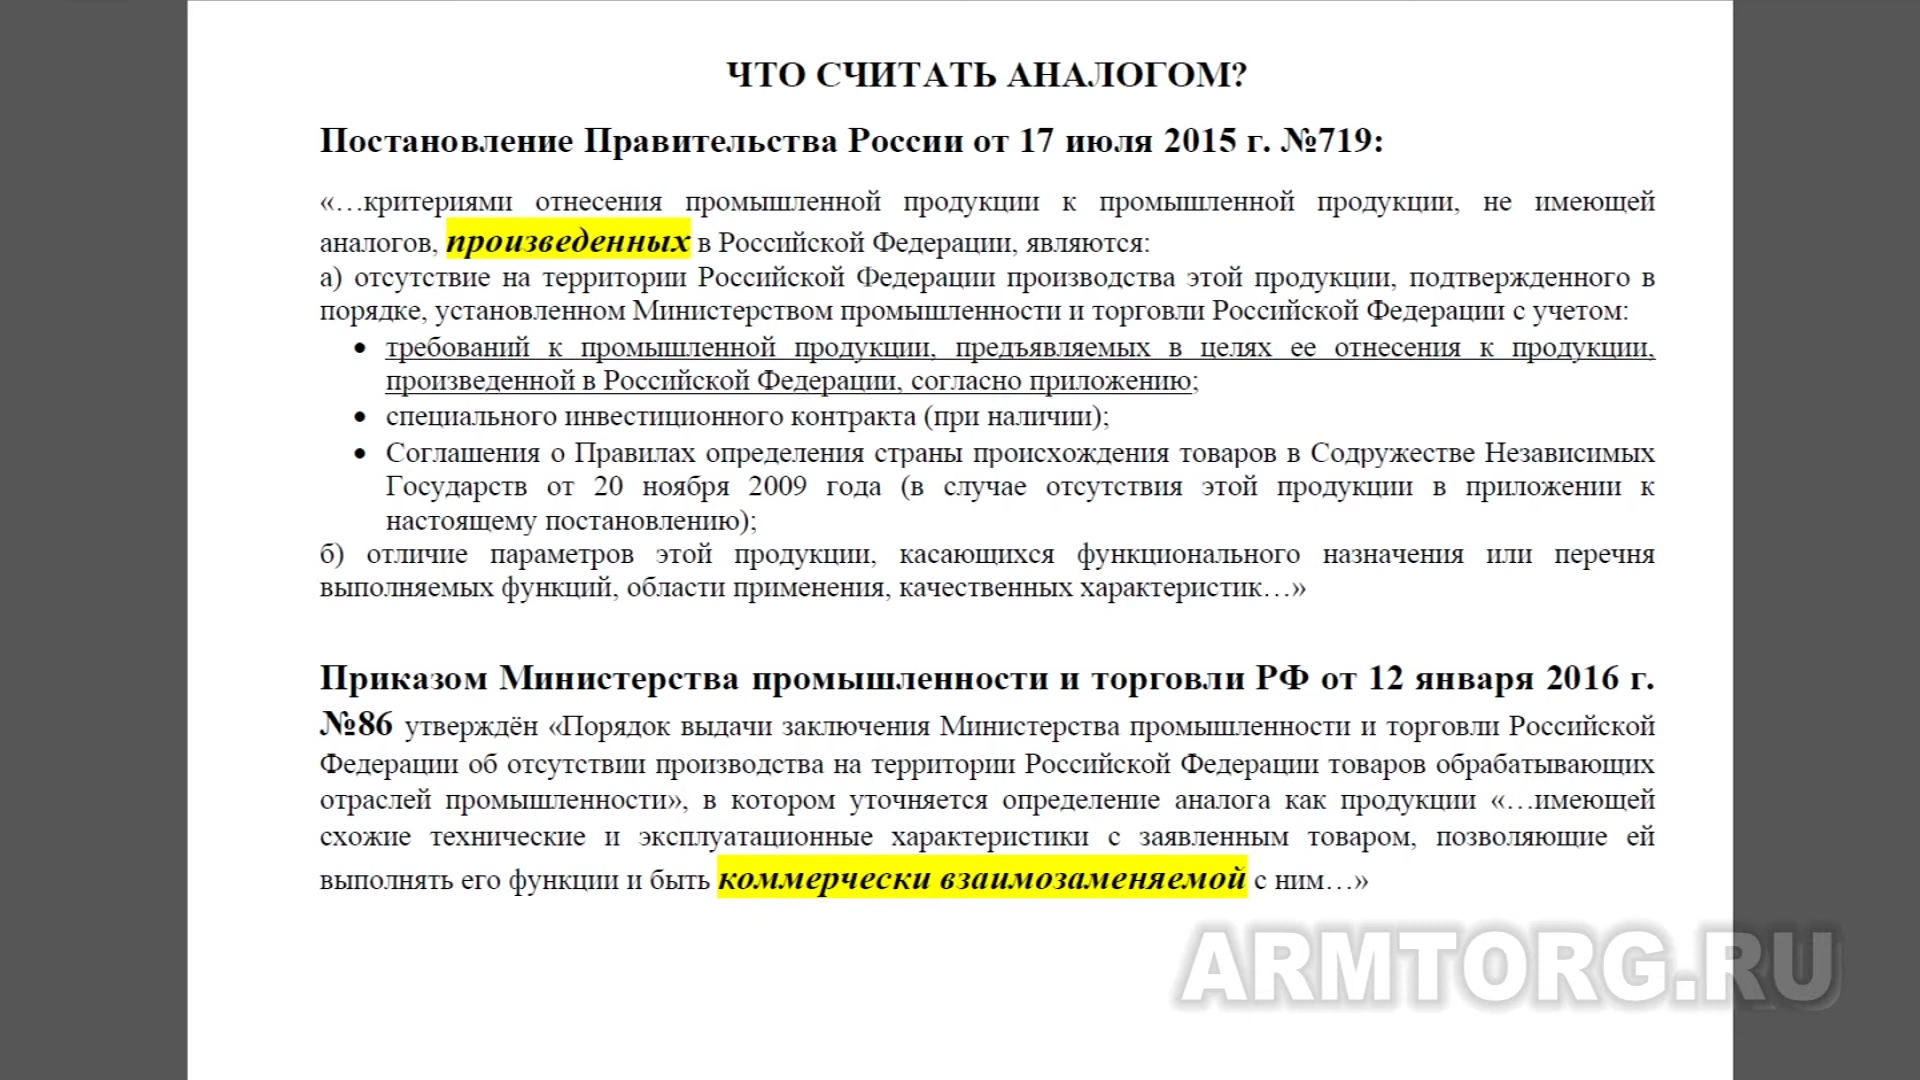 ЧТО СЧИТАТЬ АНАЛОГОМ?
Постановление Правительства России от 17 июля 2015 г. №719:
«…критериями отнесения промышленной продукции к промышленной продукции, не имеющей
аналогов, произведенных в Российской Федерации, являются:
а) отсутствие на территории Российской Федерации производства этой продукции, подтвержденного в
порядке, установленном Министерством промышленности и торговли Российской Федерации с учетом:
• требований к промышленной продукции, предъявляемых в целях ее отнесения к продукции,
произведенной в Российской Федерации, согласно приложению;
• специального инвестиционного контракта (при наличии);
• Соглашения о Правилах определения страны происхождения товаров в Содружестве Независимых
Государств от 20 ноября 2009 года (в случае отсутствия этой продукции в приложении к
настоящему постановлению);
б) отличие параметров этой продукции, касающихся функционального назначения или перечня
выполняемых функций, области применения, качественных характеристик…»
Приказом Министерства промышленности и торговли РФ от 12 января 2016 г.
№86 утверждён «Порядок выдачи заключения Министерства промышленности и торговли Российской
Федерации об отсутствии производства на территории Российской Федерации товаров обрабатывающих
отраслей промышленности», в котором уточняется определение аналога как продукции «…имеющей
схожие технические и эксплуатационные характеристики с заявленным товаром, позволяющие ей
выполнять его функции и быть коммерчески взаимозаменяемой с ним…»
ARMTORG.RU